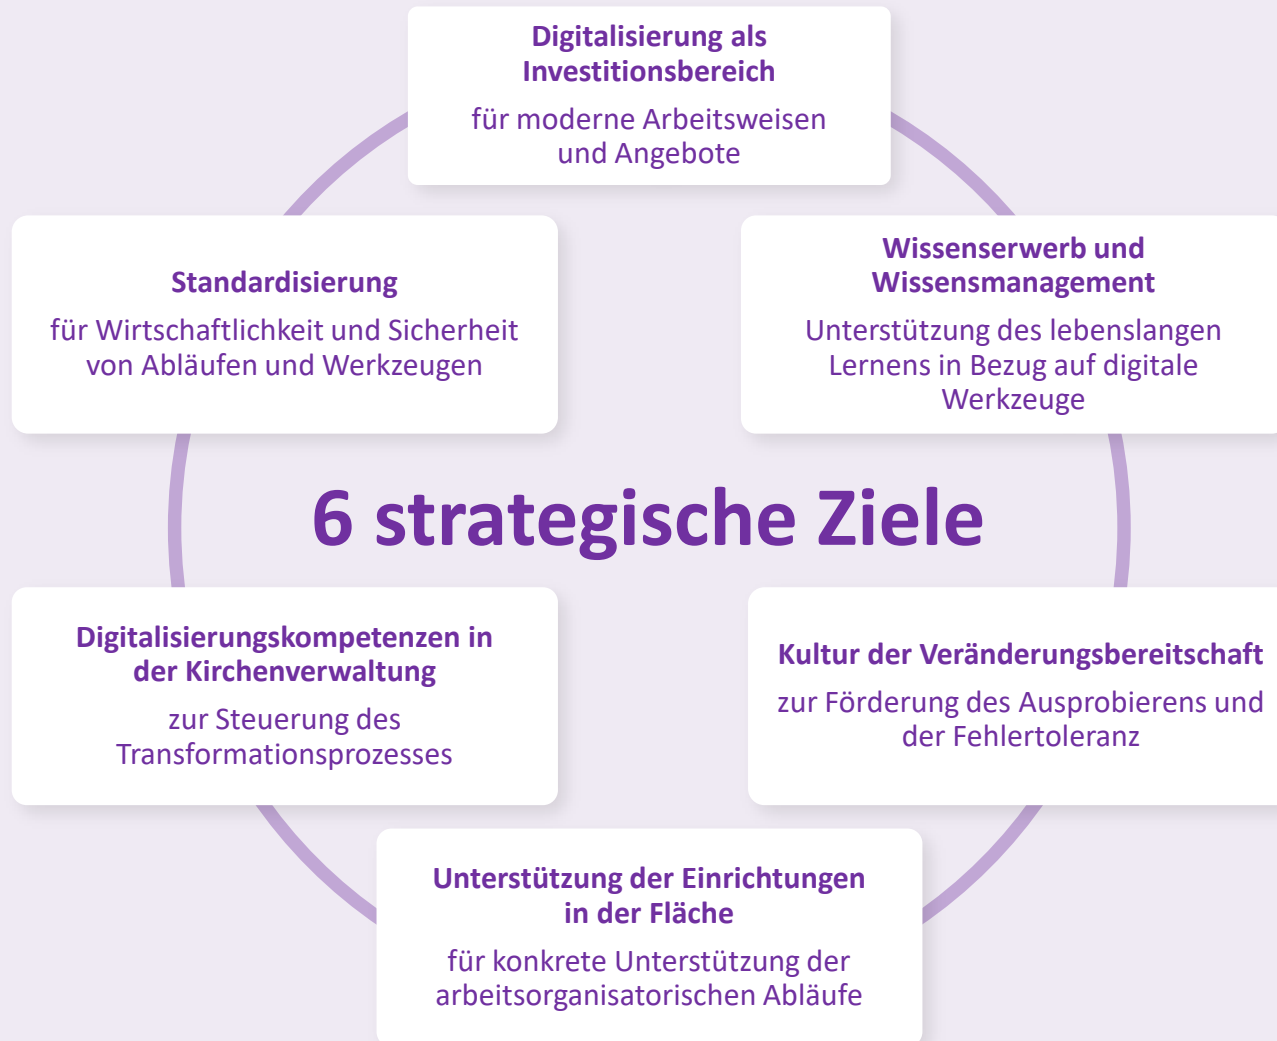 Digitalisierung als
Investitionsbereich
für moderne Arbeitsweisen
und Angebote
Standardisierung
für Wirtschaftlichkeit und Sicherheit
von Abläufen und Werkzeugen
Wissenserwerb und
Wissensmanagement
Unterstützung des lebenslangen
Lernens in Bezug auf digitale
Werkzeuge
6 strategische Ziele
Digitalisierungskompetenzen in
der Kirchenverwaltung
zur Steuerung des
Transformationsprozesses
Kultur der Veränderungsbereitschaft
zur Förderung des Ausprobierens und
der Fehlertoleranz
Unterstützung der Einrichtungen
in der Fläche
für konkrete Unterstützung der
arbeitsorganisatorischen Abläufe